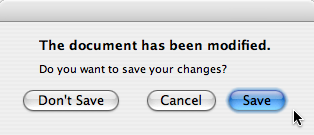 The document has been modified.
Do you want to save your changes?
Don't Save Cancel Save